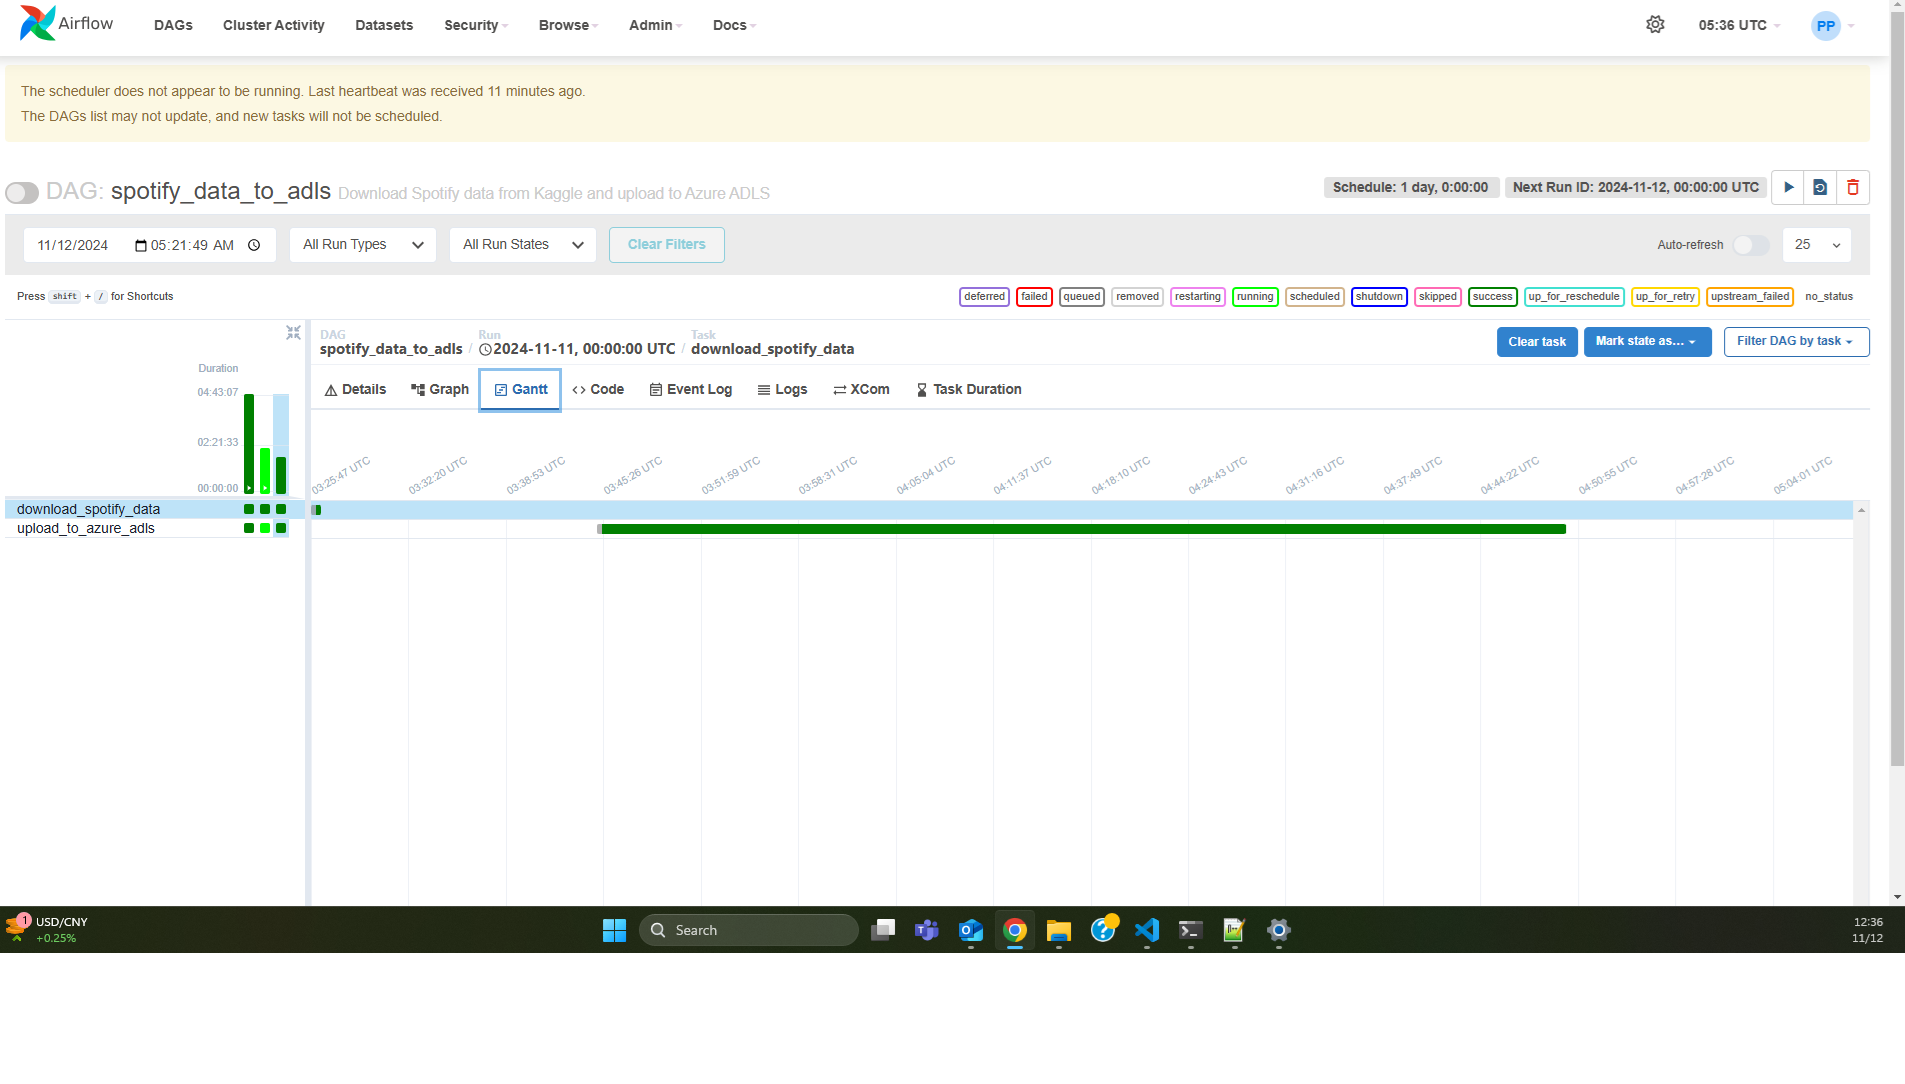 Airflow
DAGs Cluster Activity Datasets Security Browse Admin Docs 05:36 UTC PP
The scheduler does not appear to be running. Last heartbeat was received 11 minutes ago.
The DAGs list may not update, and new tasks will not be scheduled.
DAG: spotify_data_to_adls Download Spotify data from Kaggle and upload to Azure ADLS
Schedule: 1 day, 0:00:00 Next Run ID: 2024-11-12, 00:00:00 UTC
11/12/2024 05:21:49 AM All Run Types All Run States Clear Filters Auto-refresh 25
Press shift + / for Shortcuts
deferred failed queued removed restarting running scheduled shutdown skipped success up_for_reschedule up_for_retry upstream_failed no_status
DAG Run Task
spotify_data_to_adls / 2024-11-11, 00:00:00 UTC / download_spotify_data
Clear task Mark state as... Filter DAG by task
Details Graph Gantt Code Event Log Logs XCom Task Duration
Duration
04:43:07
02:21:33
00:00:00
03:25:47 UTC 03:32:20 UTC 03:38:53 UTC 03:45:26 UTC 03:51:59 UTC 03:58:31 UTC 04:05:04 UTC 04:11:37 UTC 04:18:10 UTC 04:24:43 UTC 04:31:16 UTC 04:37:49 UTC 04:44:22 UTC 04:50:55 UTC 04:57:28 UTC 05:04:01 UTC
download_spotify_data
upload_to_azure_adls
1 USD/CNY
+0.25%
Search
12:36
11/12